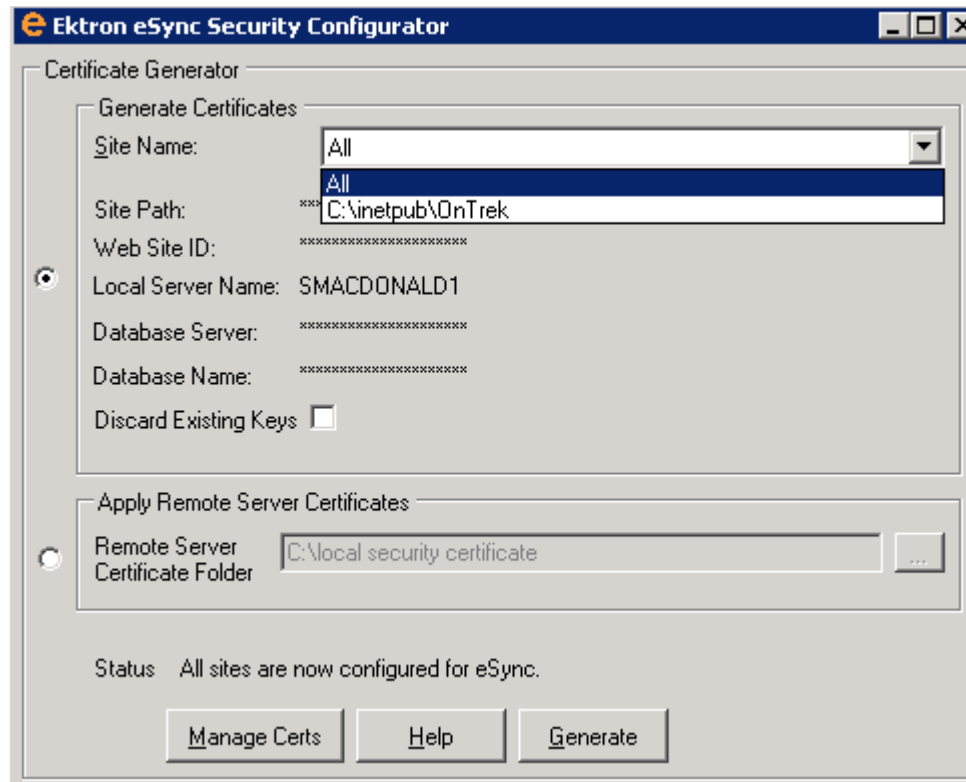 Ektron eSync Security Configurator
Certificate Generator
Generate Certificates
Site Name: All
All
Site Path: *** C:\inetpub\OnTrek
Web Site ID: *********************
Local Server Name: SMACDONALD1
Database Server: *********************
Database Name: *********************
Discard Existing Keys
Apply Remote Server Certificates
Remote Server
Certificate Folder
C:\local security certificate
...
Status All sites are now configured for eSync.
Manage Certs Help Generate